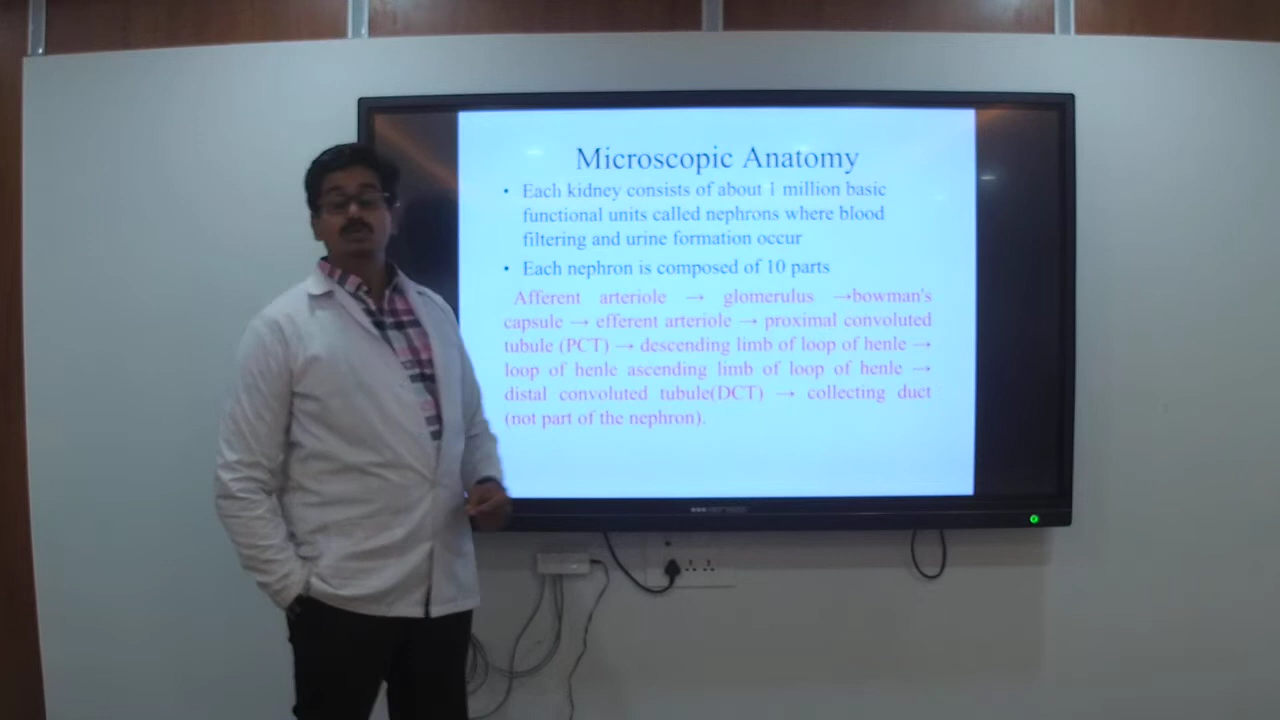 Microscopic Anatomy
• Each kidney consists of about 1 million basic
functional units called nephrons where blood
filtering and urine formation occur
• Each nephron is composed of 10 parts
Afferent arteriole → glomerulus →bowman's
capsule → efferent arteriole → proximal convoluted
tubule (PCT) → descending limb of loop of henle →
loop of henle ascending limb of loop of henle →
distal convoluted tubule(DCT) → collecting duct
(not part of the nephron).